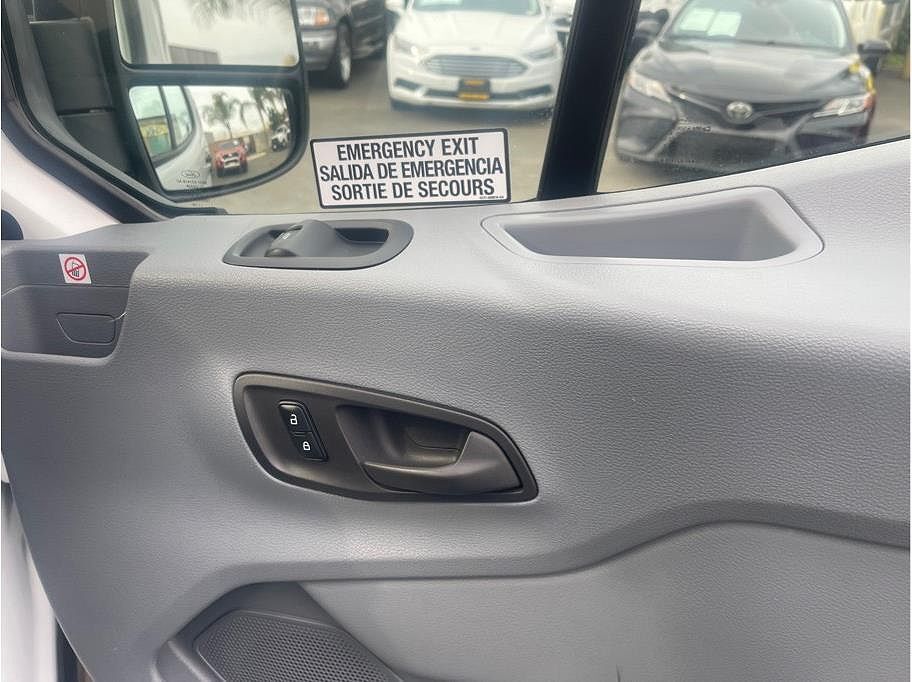 EMERGENCY EXIT
SALIDA DE EMERGENCIA
SORTIE DE SECOURS